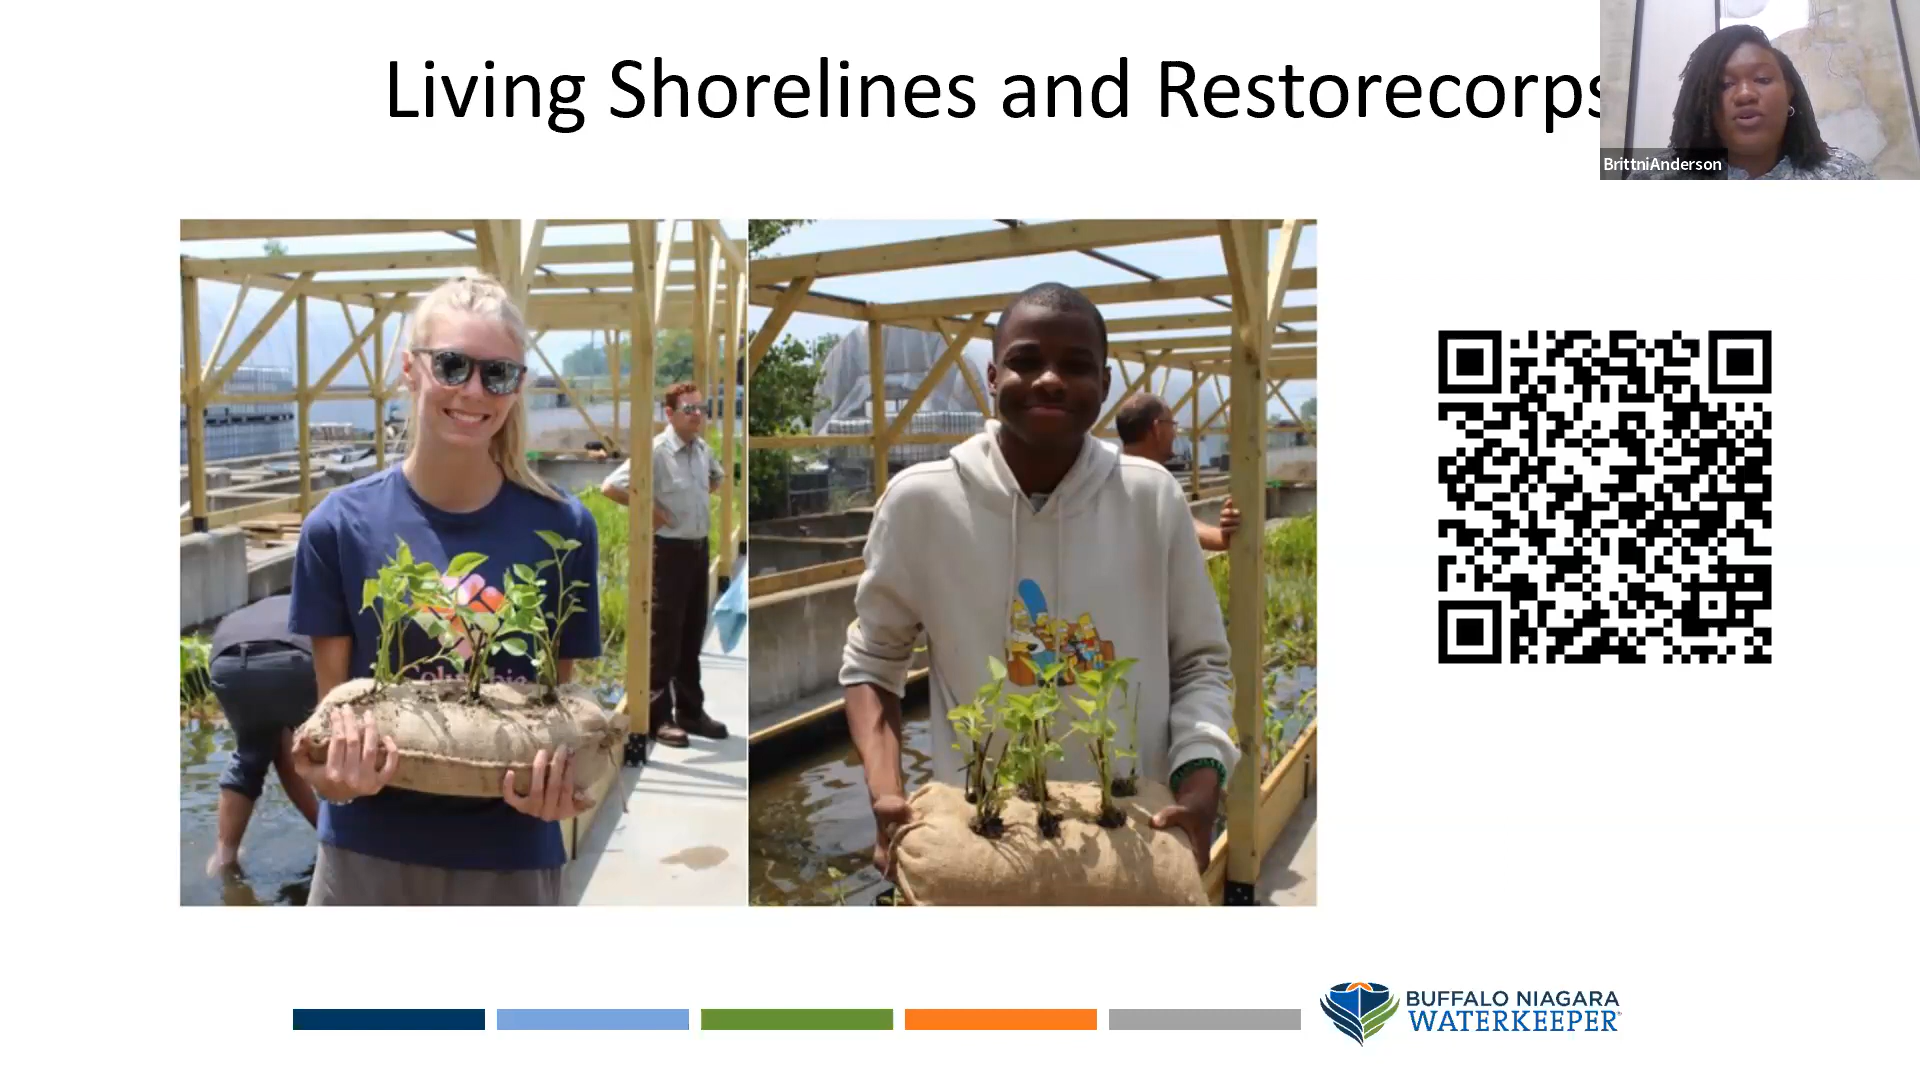 Living Shorelines and Restorecorps
BrittniAnderson
BUFFALO NIAGARA
WATERKEEPER